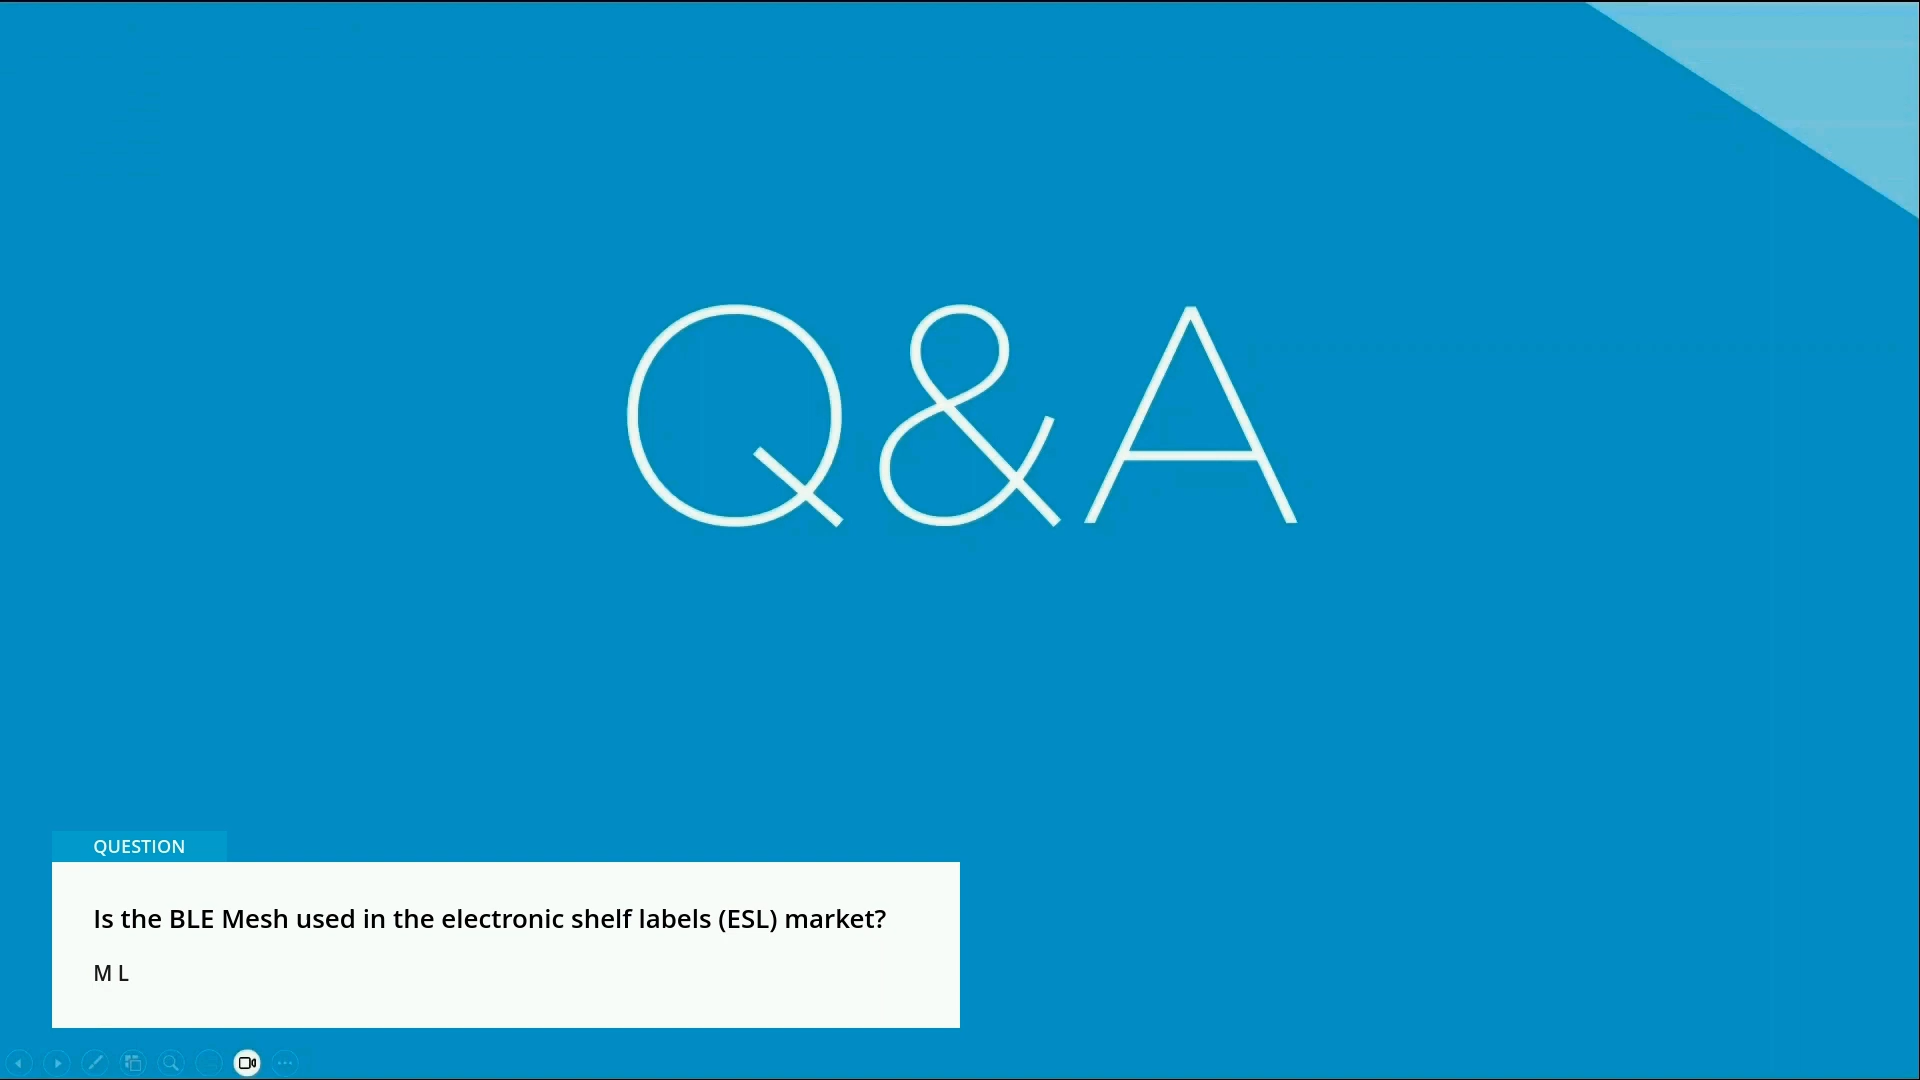 Q&A
QUESTION
Is the BLE Mesh used in the electronic shelf labels (ESL) market?
M L